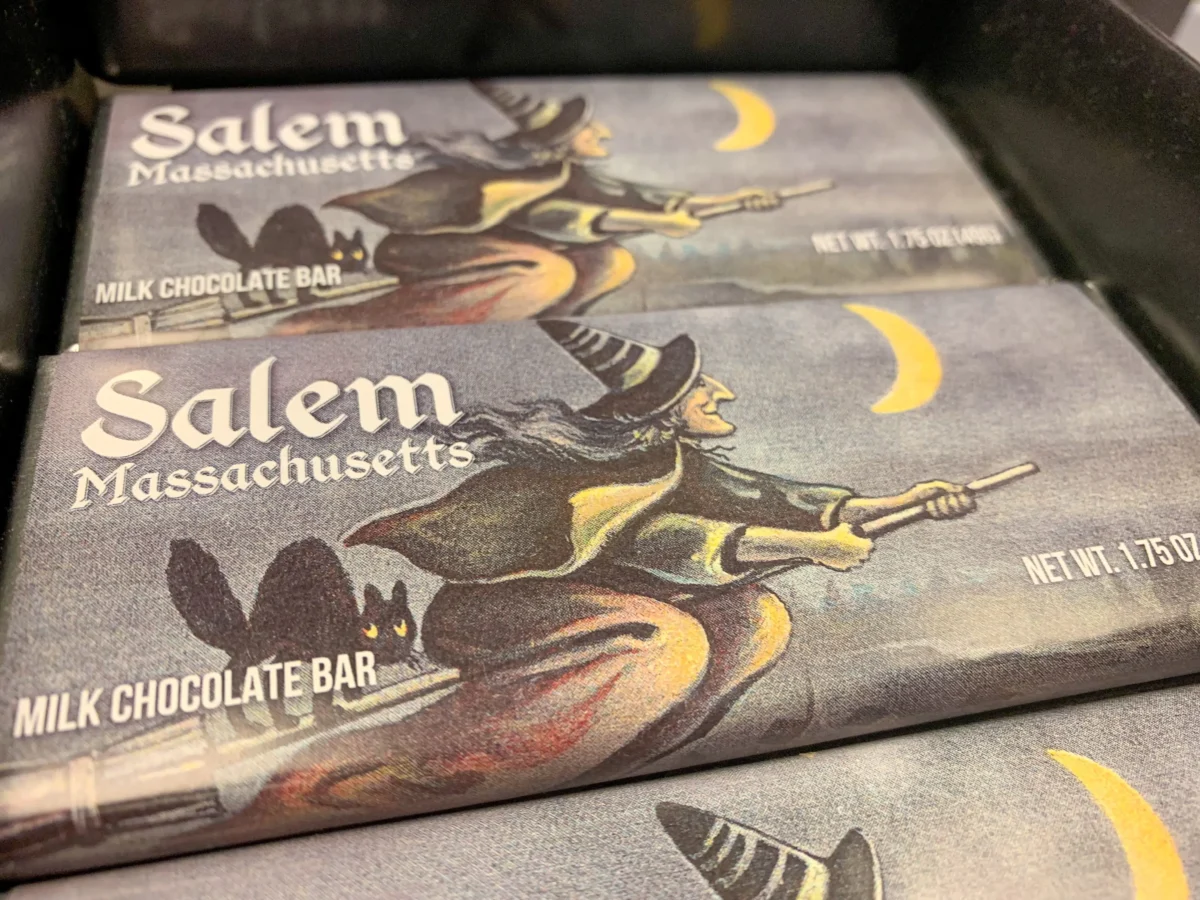 Salem
Massachusetts
MILK CHOCOLATE BAR
NET WT. 1.75 OZ (49G)
Salem
Massachusetts
MILK CHOCOLATE BAR
NET WT. 1.75 OZ